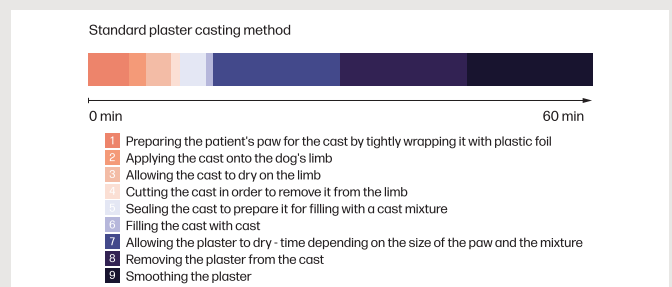 Standard plaster casting method
0 min 60 min
1 Preparing the patient's paw for the cast by tightly wrapping it with plastic foil
2 Applying the cast onto the dog's limb
3 Allowing the cast to dry on the limb
4 Cutting the cast in order to remove it from the limb
5 Sealing the cast to prepare it for filling with a cast mixture
6 Filling the cast with cast
7 Allowing the plaster to dry - time depending on the size of the paw and the mixture
8 Removing the plaster from the cast
9 Smoothing the plaster